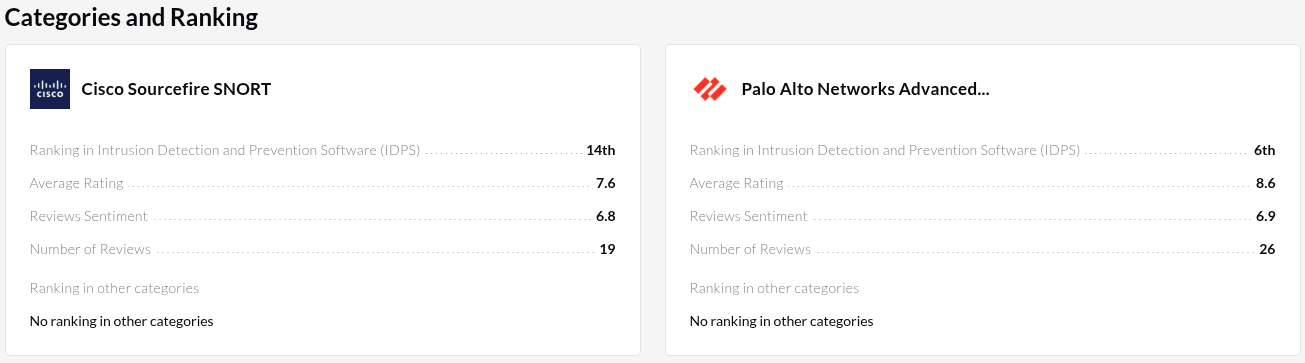 Categories and Ranking
CISCO
Cisco Sourcefire SNORT
Ranking in Intrusion Detection and Prevention Software (IDPS) 14th
Average Rating 7.6
Reviews Sentiment 6.8
Number of Reviews 19
Ranking in other categories
No ranking in other categories
Palo Alto Networks Advanced...
Ranking in Intrusion Detection and Prevention Software (IDPS) 6th
Average Rating 8.6
Reviews Sentiment 6.9
Number of Reviews 26
Ranking in other categories
No ranking in other categories